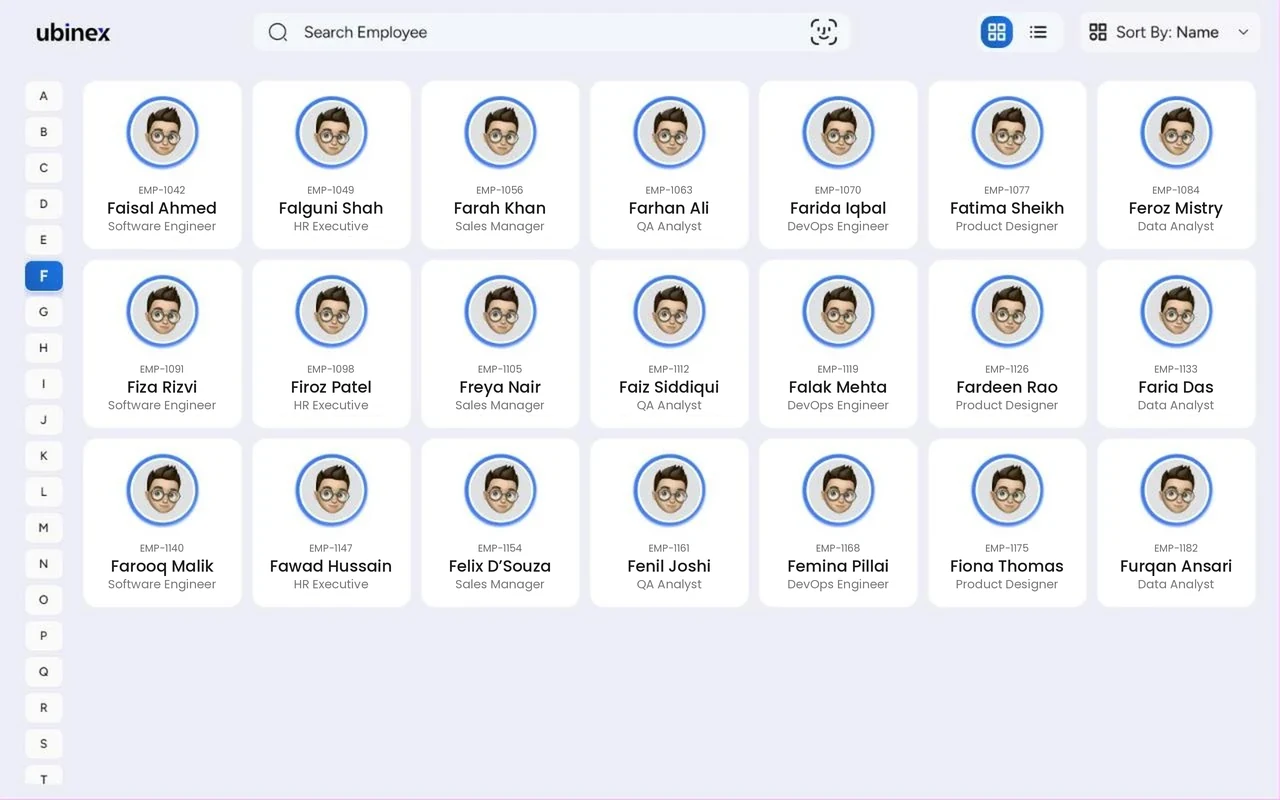 ubinex
Search Employee
Sort By: Name
A
B
C
D
E
F
G
H
I
J
K
L
M
N
O
P
Q
R
S
T
EMP-1042
Faisal Ahmed
Software Engineer
EMP-1049
Falguni Shah
HR Executive
EMP-1056
Farah Khan
Sales Manager
EMP-1063
Farhan Ali
QA Analyst
EMP-1070
Farida Iqbal
DevOps Engineer
EMP-1077
Fatima Sheikh
Product Designer
EMP-1084
Feroz Mistry
Data Analyst
EMP-1091
Fiza Rizvi
Software Engineer
EMP-1098
Firoz Patel
HR Executive
EMP-1105
Freya Nair
Sales Manager
EMP-1112
Faiz Siddiqui
QA Analyst
EMP-1119
Falak Mehta
DevOps Engineer
EMP-1126
Fardeen Rao
Product Designer
EMP-1133
Faria Das
Data Analyst
EMP-1140
Farooq Malik
Software Engineer
EMP-1147
Fawad Hussain
HR Executive
EMP-1154
Felix D’Souza
Sales Manager
EMP-1161
Fenil Joshi
QA Analyst
EMP-1168
Femina Pillai
DevOps Engineer
EMP-1175
Fiona Thomas
Product Designer
EMP-1182
Furqan Ansari
Data Analyst